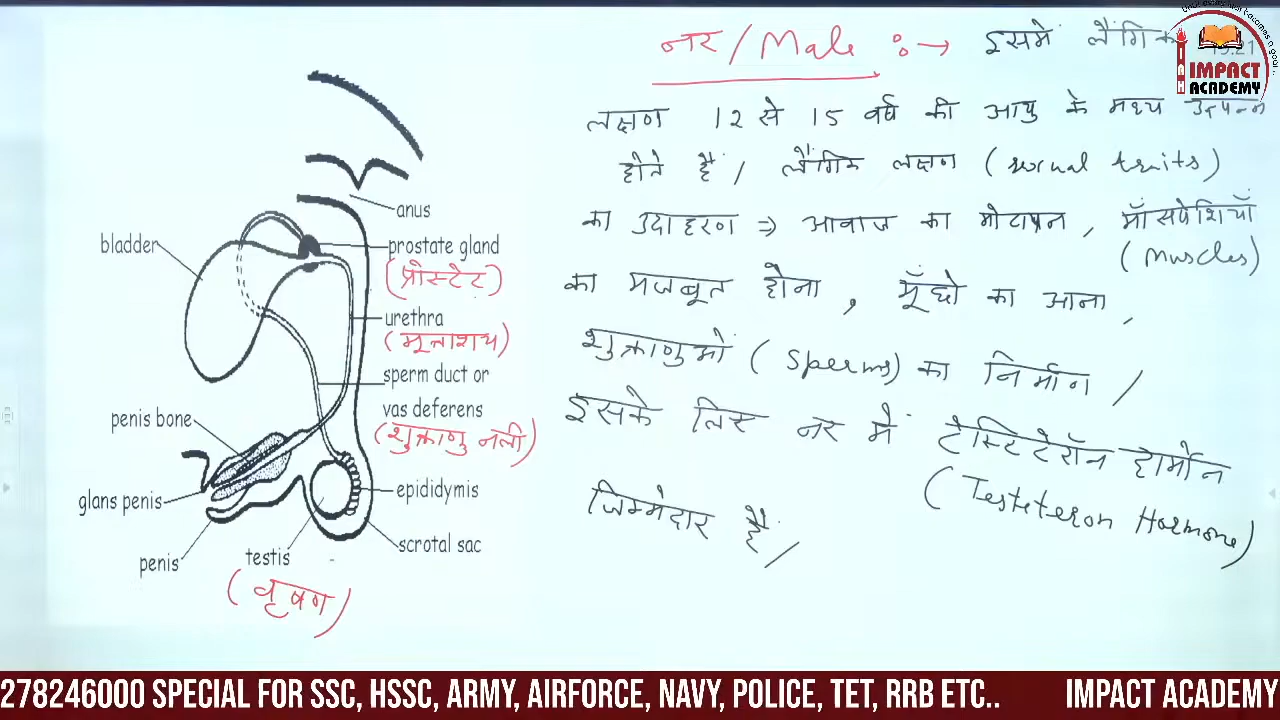 नर / Male :→ इसमें लैंगिक
IMPACT
ACADEMY
लक्षण 12 से 15 वर्ष की आयु के मध्य उत्पन्न
होते हैं / लैंगिक लक्षण (sexual traits)
का उदाहरण ⇒ आवाज का मोटापन, माँसपेशियाँ
(Muscles)
का मजबूत होना, मूँछो का आना,
शुक्राणुओं (Sperms) का निर्माण /
इसके लिए नर में टैस्टिटेरॉन हार्मोन
(Testeteron Hormone)
जिम्मेदार हैं /
anus
bladder
prostate gland
(प्रोस्टेट)
urethra
(मूत्राशय)
sperm duct or
vas deferens
(शुक्राणु नली)
penis bone
glans penis
epididymis
penis
testis
scrotal sac
(वृषण)
278246000 SPECIAL FOR SSC, HSSC, ARMY, AIRFORCE, NAVY, POLICE, TET, RRB ETC.. IMPACT ACADEMY